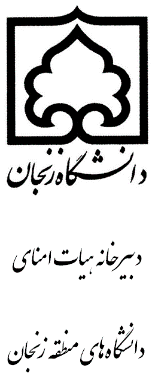 دانشگاه زنجان
دبیرخانه هیات امنای
دانشگاه های منطقه زنجان